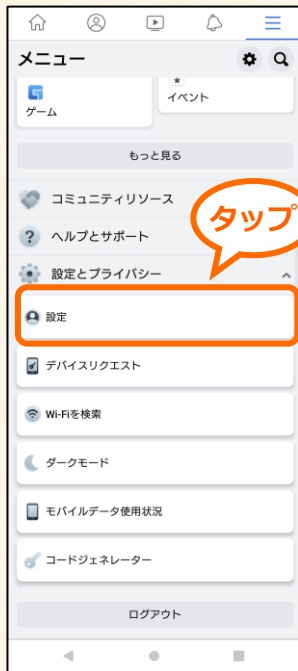 メニュー
ゲーム
イベント
もっと見る
コミュニティリソース
ヘルプとサポート
タップ
設定とプライバシー
設定
デバイスリクエスト
Wi-Fiを検索
ダークモード
モバイルデータ使用状況
コードジェネレーター
ログアウト